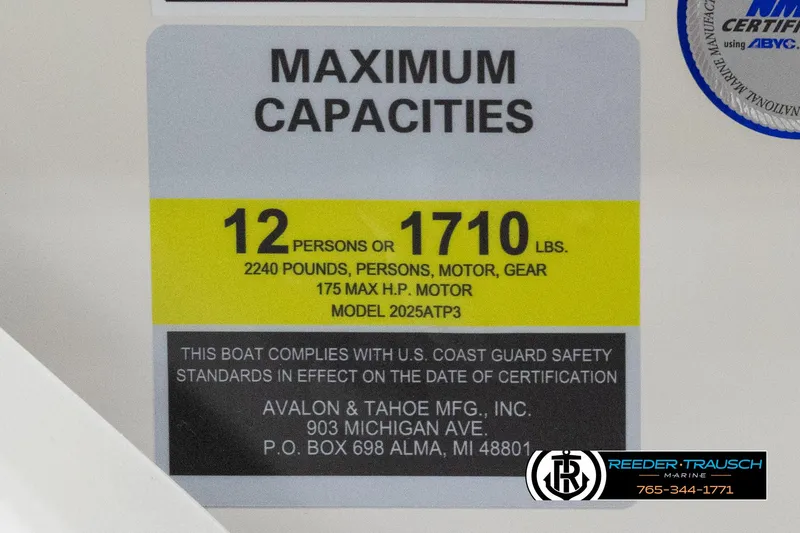 MAXIMUM
CAPACITIES
12 PERSONS OR 1710 LBS.
2240 POUNDS, PERSONS, MOTOR, GEAR
175 MAX H.P. MOTOR
MODEL 2025ATP3
THIS BOAT COMPLIES WITH U.S. COAST GUARD SAFETY
STANDARDS IN EFFECT ON THE DATE OF CERTIFICATION
AVALON & TAHOE MFG., INC.
903 MICHIGAN AVE.
P.O. BOX 698 ALMA, MI 48801
using ABYC
REEDER·TRAUSCH
MARINE
765-344-1771